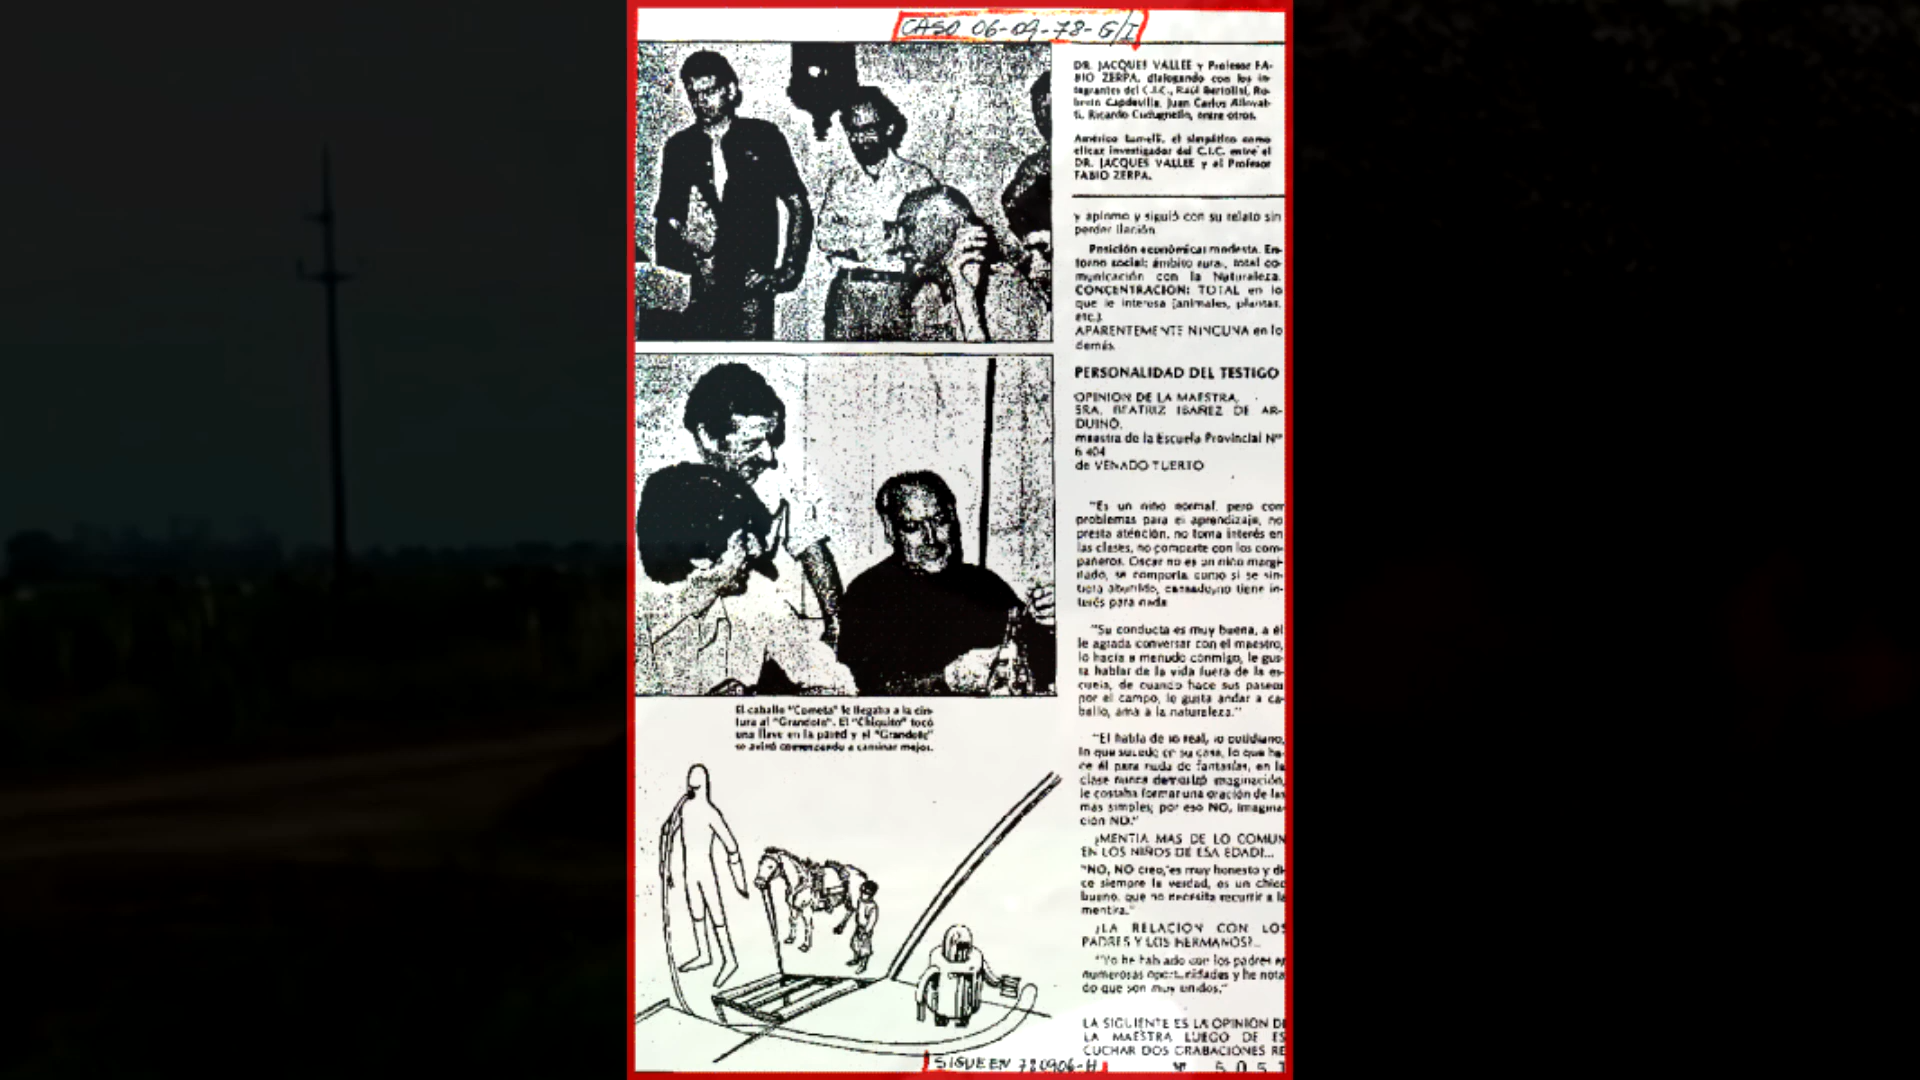 CASO 06-09-78-G/I
DR. JACQUES VALLEE y Profesor FA-
BIO ZERPA, dialogando con los in-
tegrantes del C.I.C., Raúl Bertolini, Ro-
berto Capdevilla, Juan Carlos
Ricardo entre otros.
Américo Lumelli, el simpático como
eficaz investigador del C.I.C. entre el
DR. JACQUES VALLEE y el Profesor
FABIO ZERPA.
y aplomo y siguió con su relato sin
perder ilación
Posición económica: modesta. En-
torno social: ámbito rural, total co-
municación con la Naturaleza.
CONCENTRACION: TOTAL en lo
que le interesa (animales, plantas,
etc.)
APARENTEMENTE NINGUNA en lo
demás.
PERSONALIDAD DEL TESTIGO
OPINION DE LA MAESTRA,
SRA. BEATRIZ IBAÑEZ DE AR-
DUINO,
maestra de la Escuela Provincial Nº
6.404
de VENADO TUERTO
"Es un niño normal, pero con
problemas para el aprendizaje, no
presta atención, no toma interés en
las clases, no comparte con los com-
pañeros. Oscar no es un niño margi-
nado, se comporta como si se sin-
tiera aburrido, cansado, no tiene in-
terés para nada
"Su conducta es muy buena, a él
le agrada conversar con el maestro,
lo hacía a menudo conmigo, le gus-
ta hablar de la vida fuera de la es-
cuela, de cuando hace sus paseos
por el campo, le gusta andar a ca-
ballo, ama a la naturaleza."
"El habla de lo real, lo cotidiano,
lo que sucede en su casa, lo que ha-
ce él para nada de fantasías, en la
clase nunca demostró imaginación,
le costaba formar una oración de las
más simples; por eso NO, imagina-
ción NO."
¿MENTIA MAS DE LO COMUN
EN LOS NIÑOS DE ESA EDAD?...
"NO, NO creo, es muy honesto y di-
ce siempre la verdad, es un chico
bueno, que no necesita recurrir a la
mentira."
¿LA RELACION CON LOS
PADRES Y LOS HERMANOS?...
"Yo he hablado con los padres en
numerosas oportunidades y he nota-
do que son muy unidos."
LA SIGUIENTE ES LA OPINION DE
LA MAESTRA LUEGO DE ES
CUCHAR DOS GRABACIONES RE
El caballo "Cometa" le llegaba a la cin-
tura al "Grandote". El "Chiquito" tocó
una llave en la pared y el "Grandote"
se comenzando a caminar mejor.
SIGUE EN 780906-H